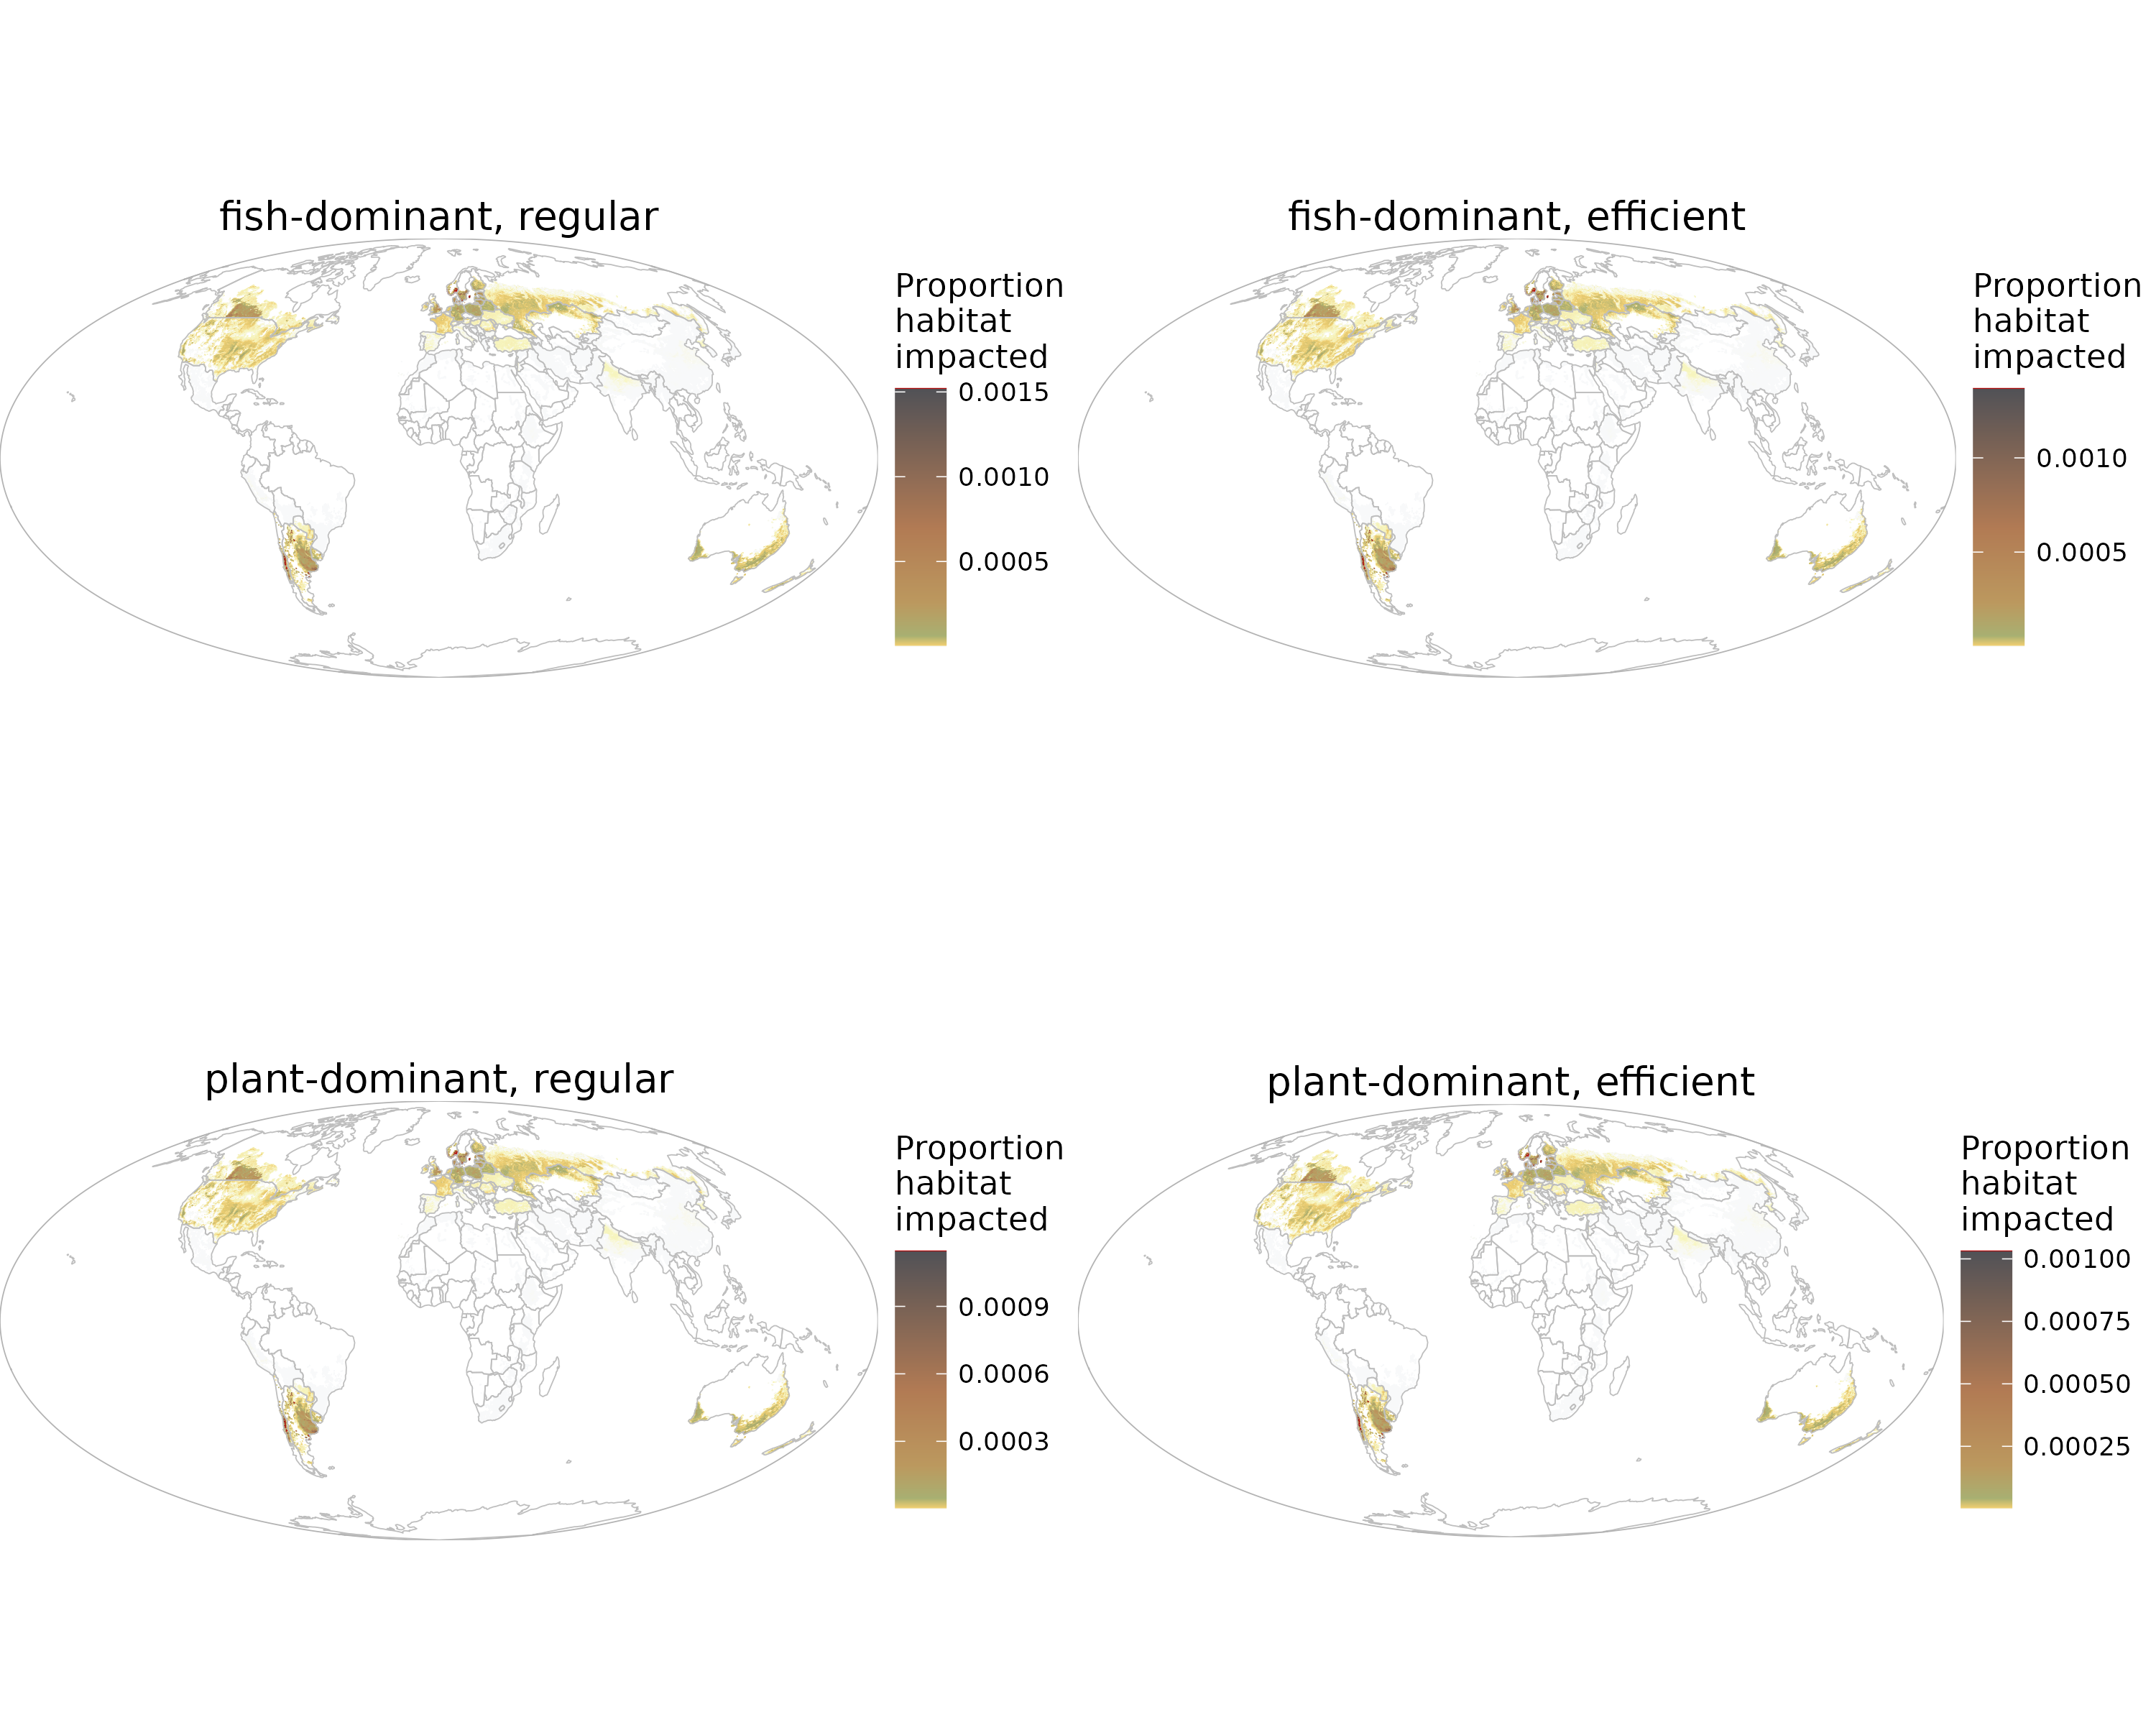 fish-dominant, regular
Proportion
habitat
impacted
0.0015
0.0010
0.0005
fish-dominant, efficient
Proportion
habitat
impacted
0.0010
0.0005
plant-dominant, regular
Proportion
habitat
impacted
0.0009
0.0006
0.0003
plant-dominant, efficient
Proportion
habitat
impacted
0.00100
0.00075
0.00050
0.00025